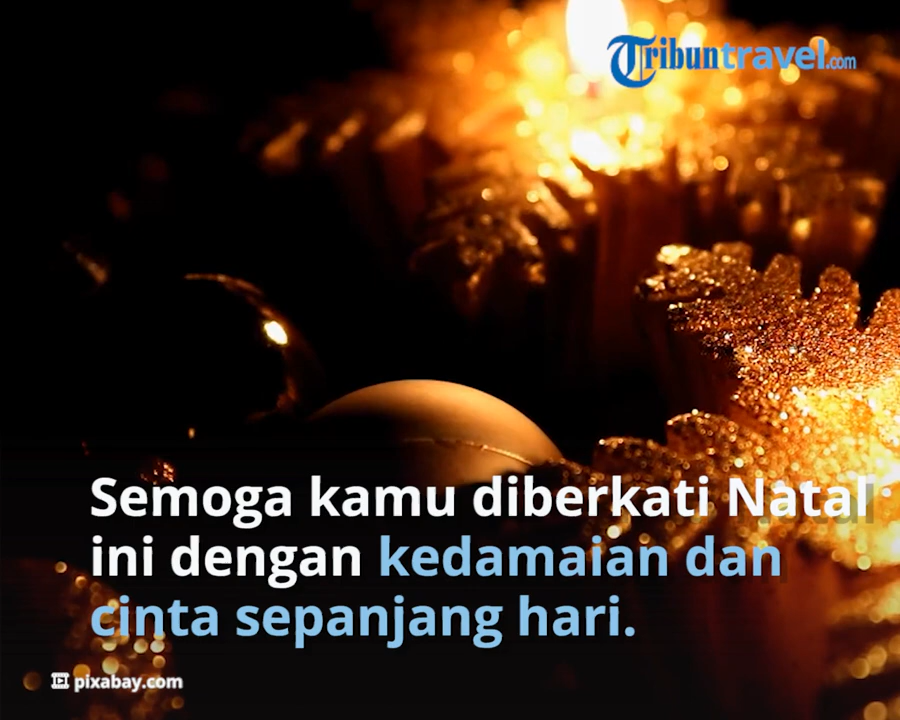 Tribuntravel.com
Semoga kamu diberkati Natal
ini dengan kedamaian dan
cinta sepanjang hari.
pixabay.com